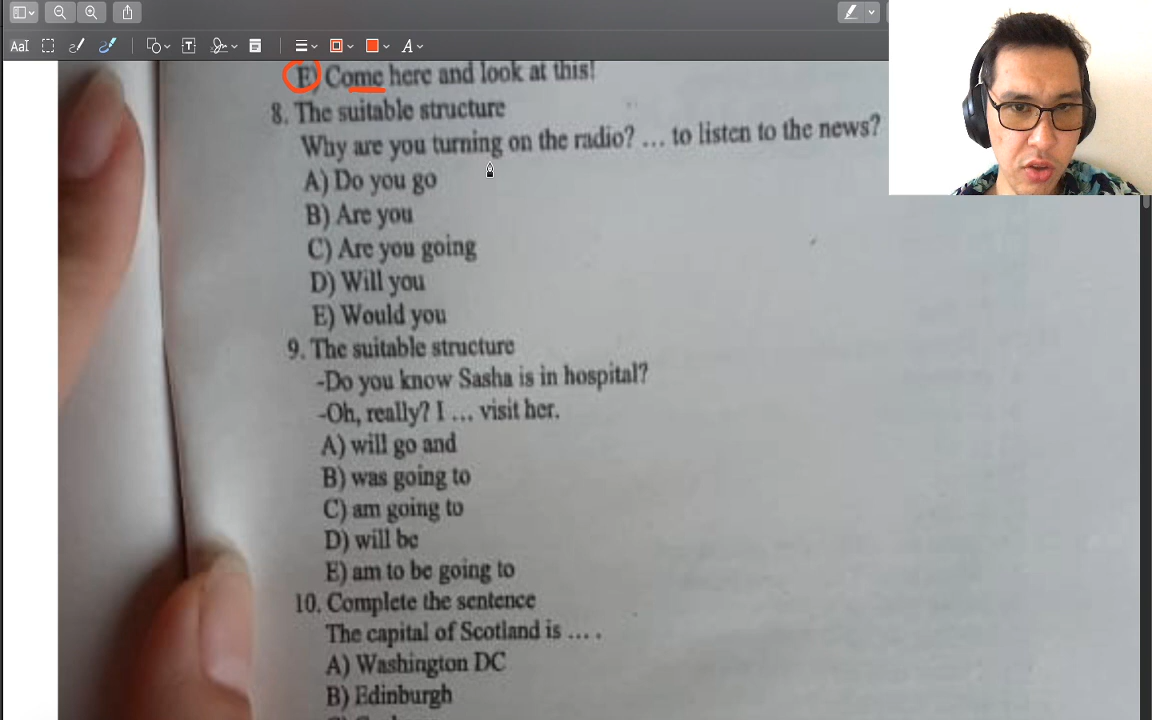 E) Come here and look at this!
8. The suitable structure
Why are you turning on the radio? ... to listen to the news?
A) Do you go
B) Are you
C) Are you going
D) Will you
E) Would you
9. The suitable structure
-Do you know Sasha is in hospital?
-Oh, really? I ... visit her.
A) will go and
B) was going to
C) am going to
D) will be
E) am to be going to
10. Complete the sentence
The capital of Scotland is ... .
A) Washington DC
B) Edinburgh